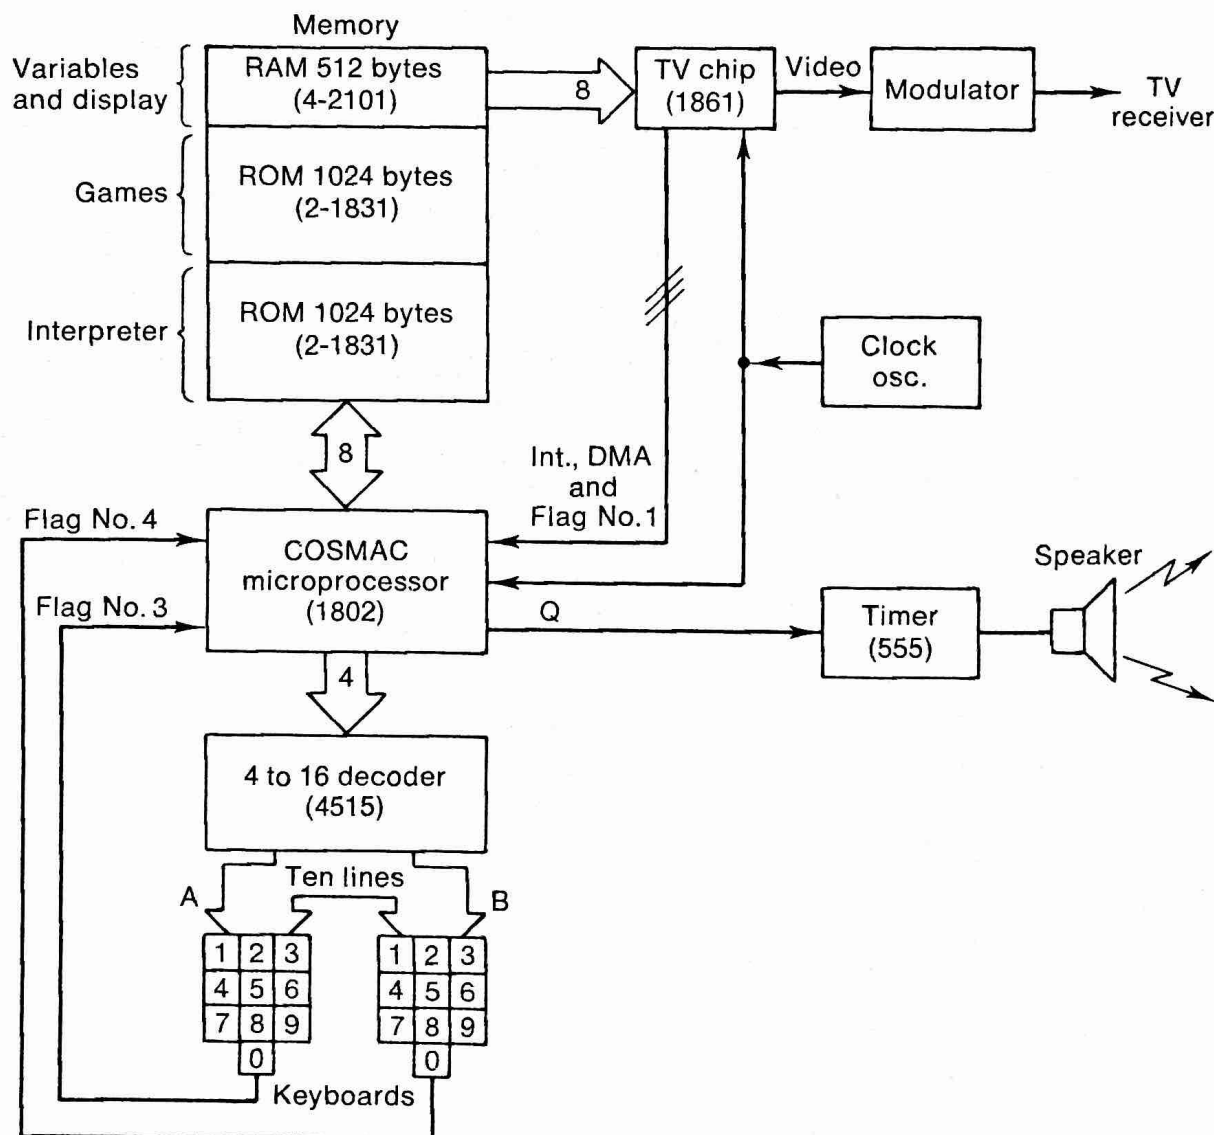 Memory
Variables
and display
RAM 512 bytes
(4-2101)
8
TV chip
(1861)
Video
Modulator
TV
receiver
Games
ROM 1024 bytes
(2-1831)
Interpreter
ROM 1024 bytes
(2-1831)
Clock
osc.
8
Int., DMA
and
Flag No.1
Flag No. 4
COSMAC
microprocessor
(1802)
Flag No. 3
Q
Timer
(555)
Speaker
4
4 to 16 decoder
(4515)
A
Ten lines
B
1 2 3
4 5 6
7 8 9
0
1 2 3
4 5 6
7 8 9
0
Keyboards